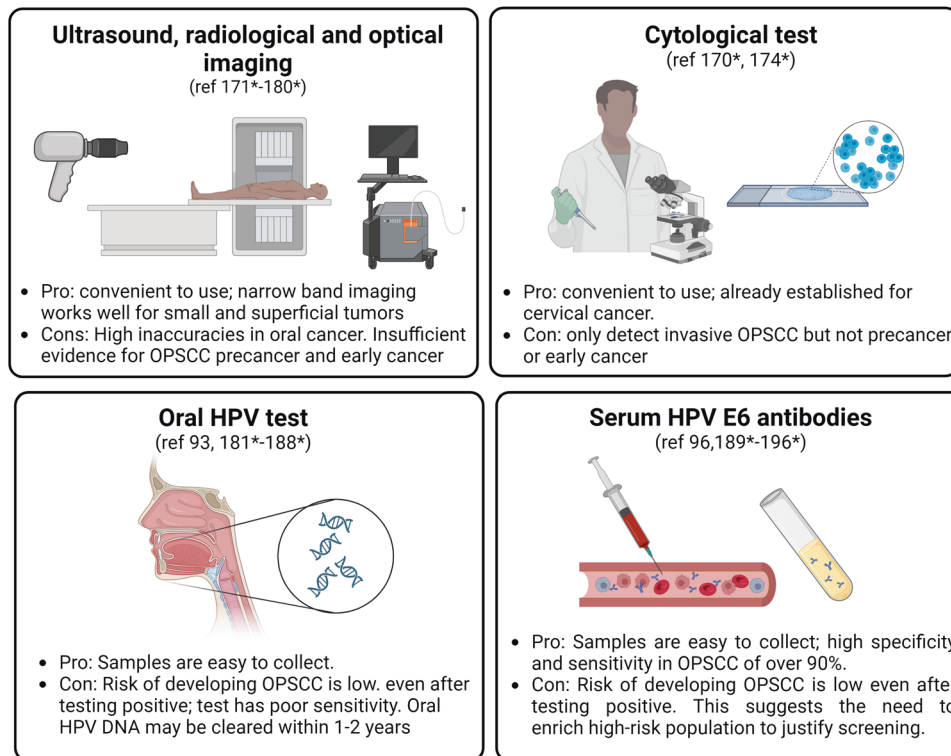 Ultrasound, radiological and optical
imaging
(ref 171*-180*)
• Pro: convenient to use; narrow band imaging
works well for small and superficial tumors
• Cons: High inaccuracies in oral cancer. Insufficient
evidence for OPSCC precancer and early cancer
Cytological test
(ref 170*, 174*)
• Pro: convenient to use; already established for
cervical cancer.
• Con: only detect invasive OPSCC but not precancer
or early cancer
Oral HPV test
(ref 93, 181*-188*)
• Pro: Samples are easy to collect.
• Con: Risk of developing OPSCC is low. even after
testing positive; test has poor sensitivity. Oral
HPV DNA may be cleared within 1-2 years
Serum HPV E6 antibodies
(ref 96,189*-196*)
• Pro: Samples are easy to collect; high specificity
and sensitivity in OPSCC of over 90%.
• Con: Risk of developing OPSCC is low even after
testing positive. This suggests the need to
enrich high-risk population to justify screening.